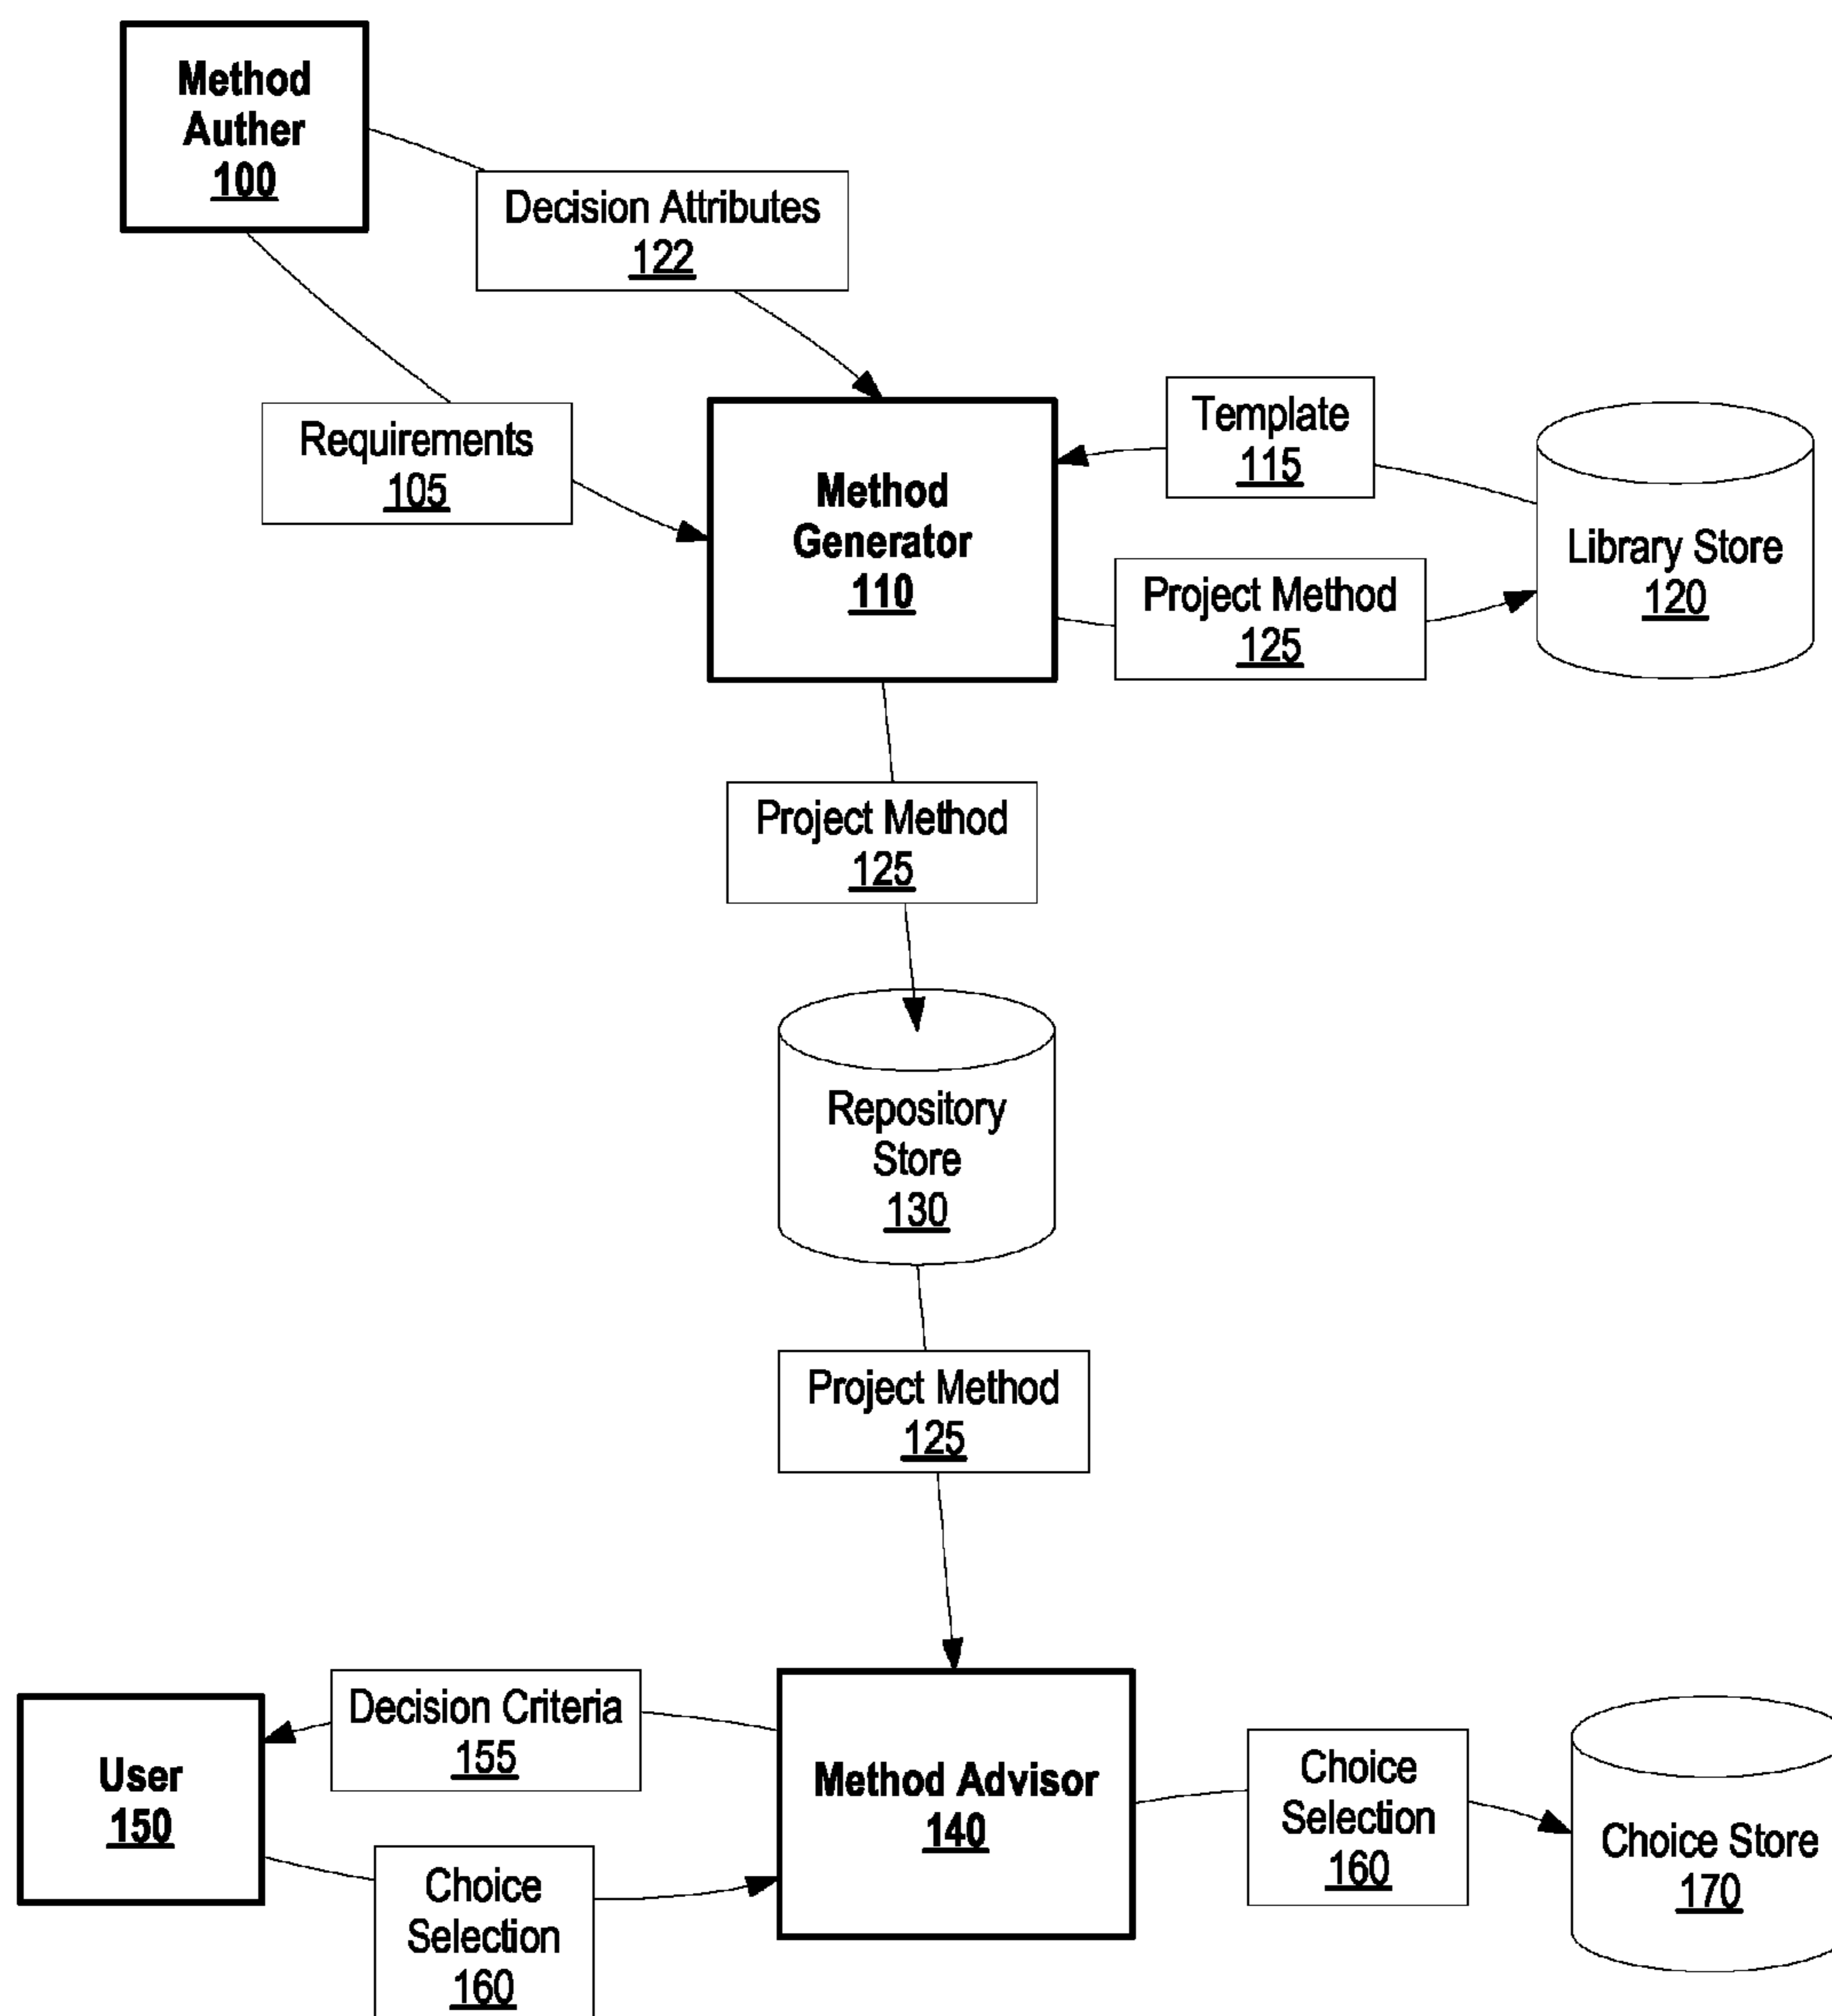 Method
Auther
100
Decision Attributes
122
Requirements
105
Template
115
Method
Generator
110
Library Store
120
Project Method
125
Project Method
125
Repository
Store
130
Project Method
125
Decision Criteria
155
User
150
Method Advisor
140
Choice
Selection
160
Choice Store
170
Choice
Selection
160